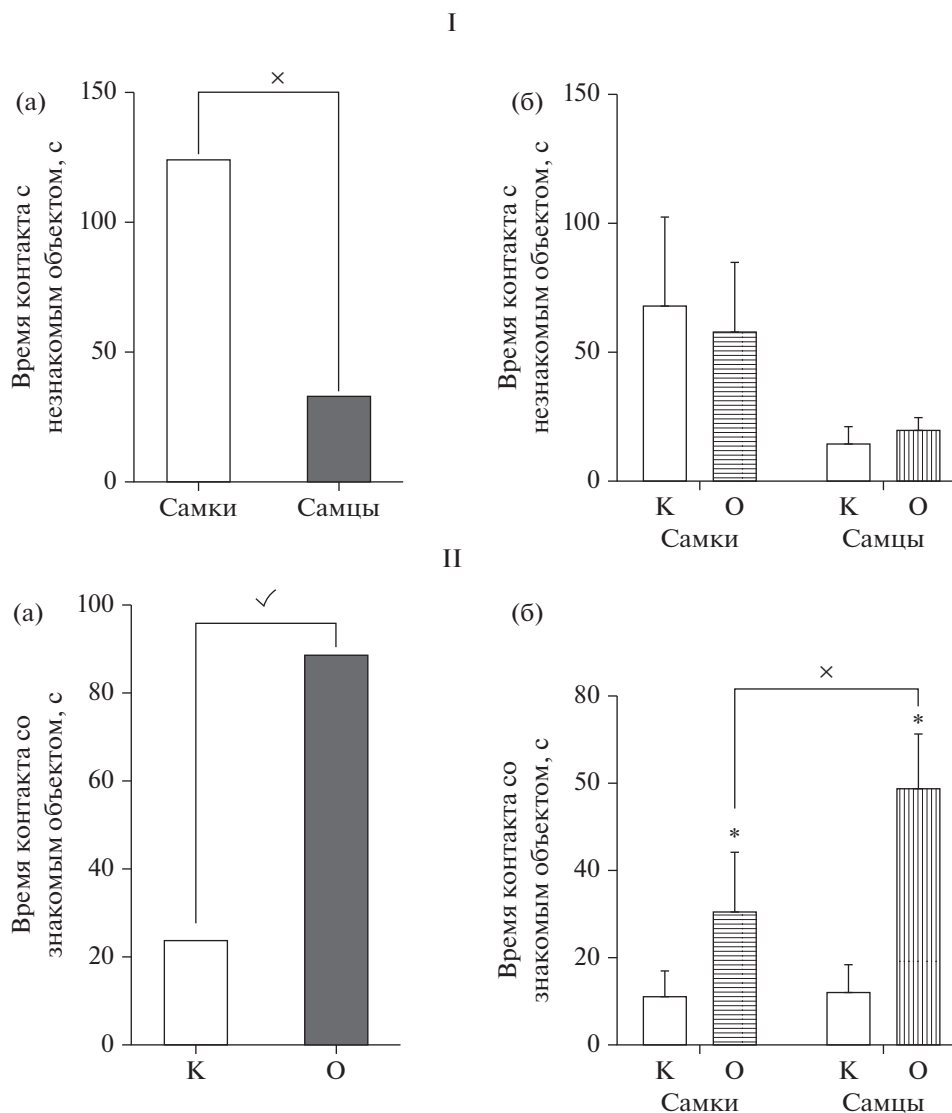 I
(а)
Время контакта с
незнакомым объектом, с
150
100
50
0
×
Самки Самцы
(б)
Время контакта с
незнакомым объектом, с
150
100
50
0
К О К О
Самки Самцы
II
(а)
Время контакта со
знакомым объектом, с
100
80
60
40
20
0
✓
К О
(б)
Время контакта со
знакомым объектом, с
80
50
40
20
0
×
*
*
К О К О
Самки Самцы